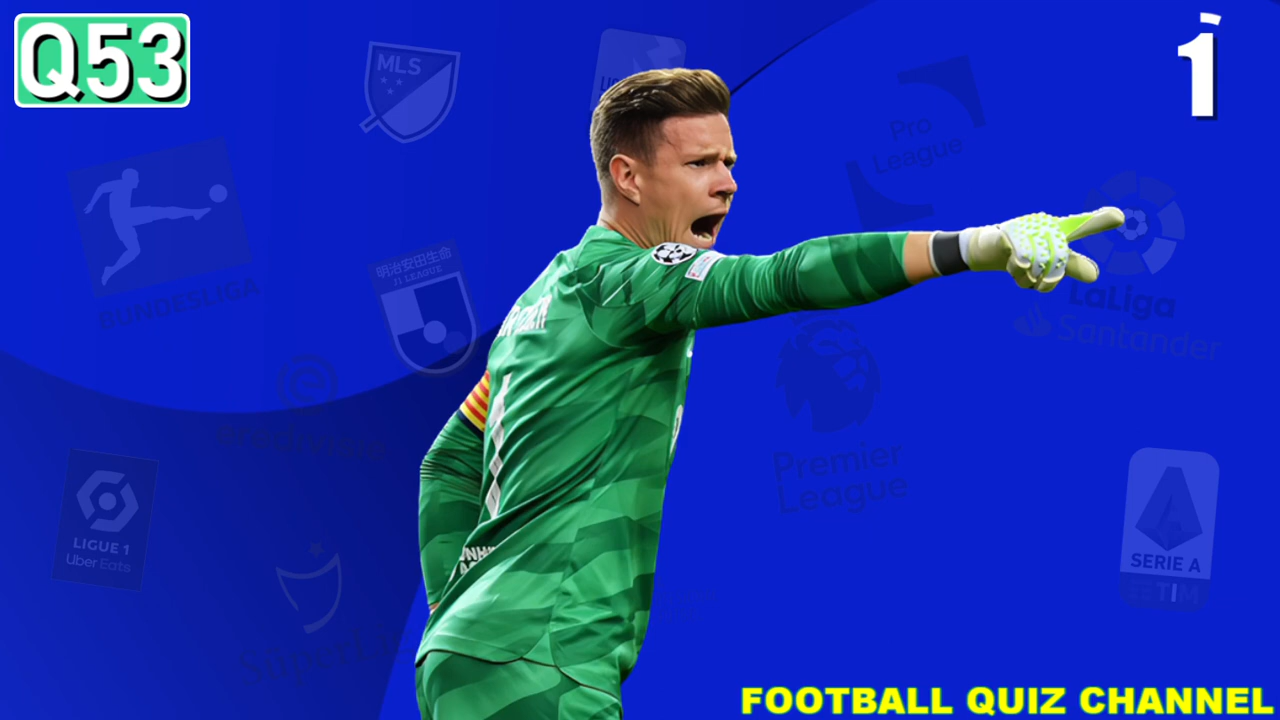 Q53
1
MLS
Pro
League
BUNDESLIGA
明治安田生命
J1 LEAGUE
LaLiga
Santander
eredivisie
1
Premier
League
LIGUE 1
Uber Eats
SERIE A
TIM
FOOTBALL QUIZ CHANNEL